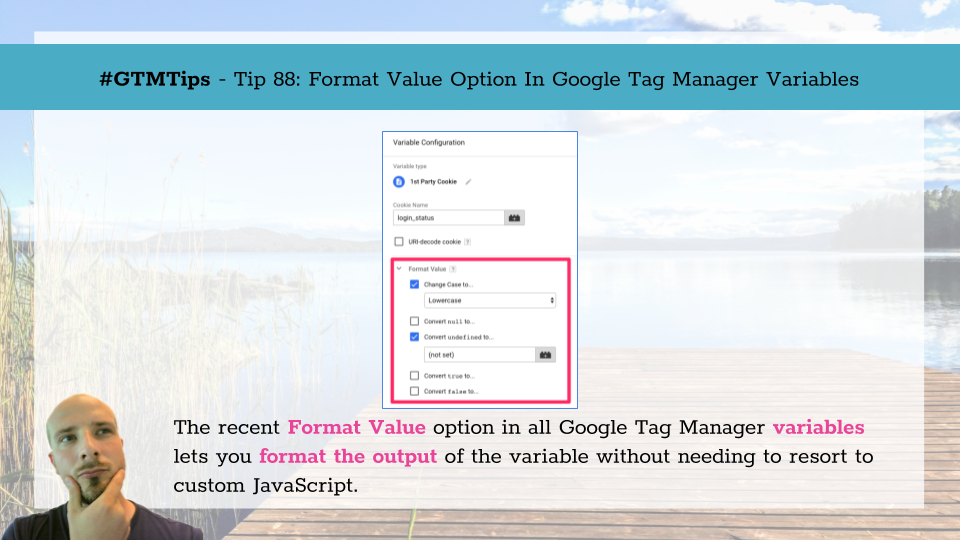 #GTMTips - Tip 88: Format Value Option In Google Tag Manager Variables
Variable Configuration
Variable type
1st Party Cookie
Cookie Name
login_status
URI-decode cookie ?
Format Value ?
Change Case to...
Lowercase
Convert null to...
Convert undefined to...
(not set)
Convert true to...
Convert false to...
The recent Format Value option in all Google Tag Manager variables
lets you format the output of the variable without needing to resort to
custom JavaScript.